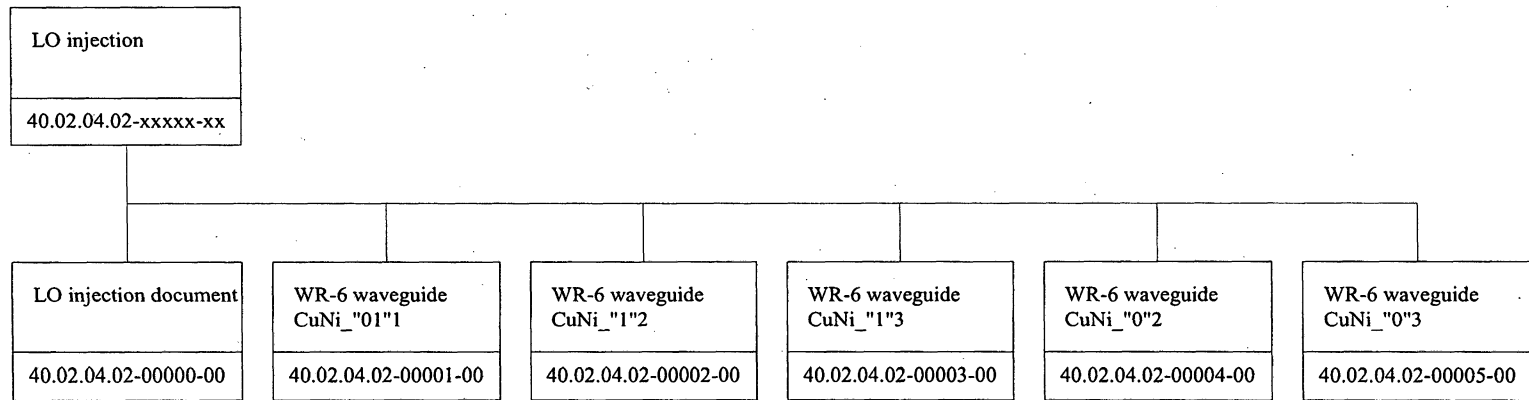 LO injection
40.02.04.02-xxxxx-xx
LO injection document
40.02.04.02-00000-00
WR-6 waveguide
CuNi_"01"1
40.02.04.02-00001-00
WR-6 waveguide
CuNi_"1"2
40.02.04.02-00002-00
WR-6 waveguide
CuNi_"1"3
40.02.04.02-00003-00
WR-6 waveguide
CuNi_"0"2
40.02.04.02-00004-00
WR-6 waveguide
CuNi_"0"3
40.02.04.02-00005-00